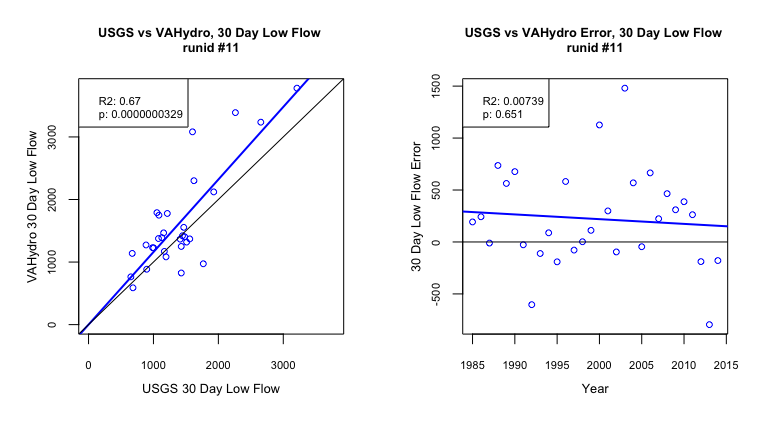 USGS vs VAHydro, 30 Day Low Flow
runid #11
R2: 0.67
p: 0.0000000329
VAHydro 30 Day Low Flow
3000
2000
1000
0
0 1000 2000 3000
USGS 30 Day Low Flow
USGS vs VAHydro Error, 30 Day Low Flow
runid #11
R2: 0.00739
p: 0.651
30 Day Low Flow Error
1500
1000
500
0
-500
1985 1990 1995 2000 2005 2010 2015
Year